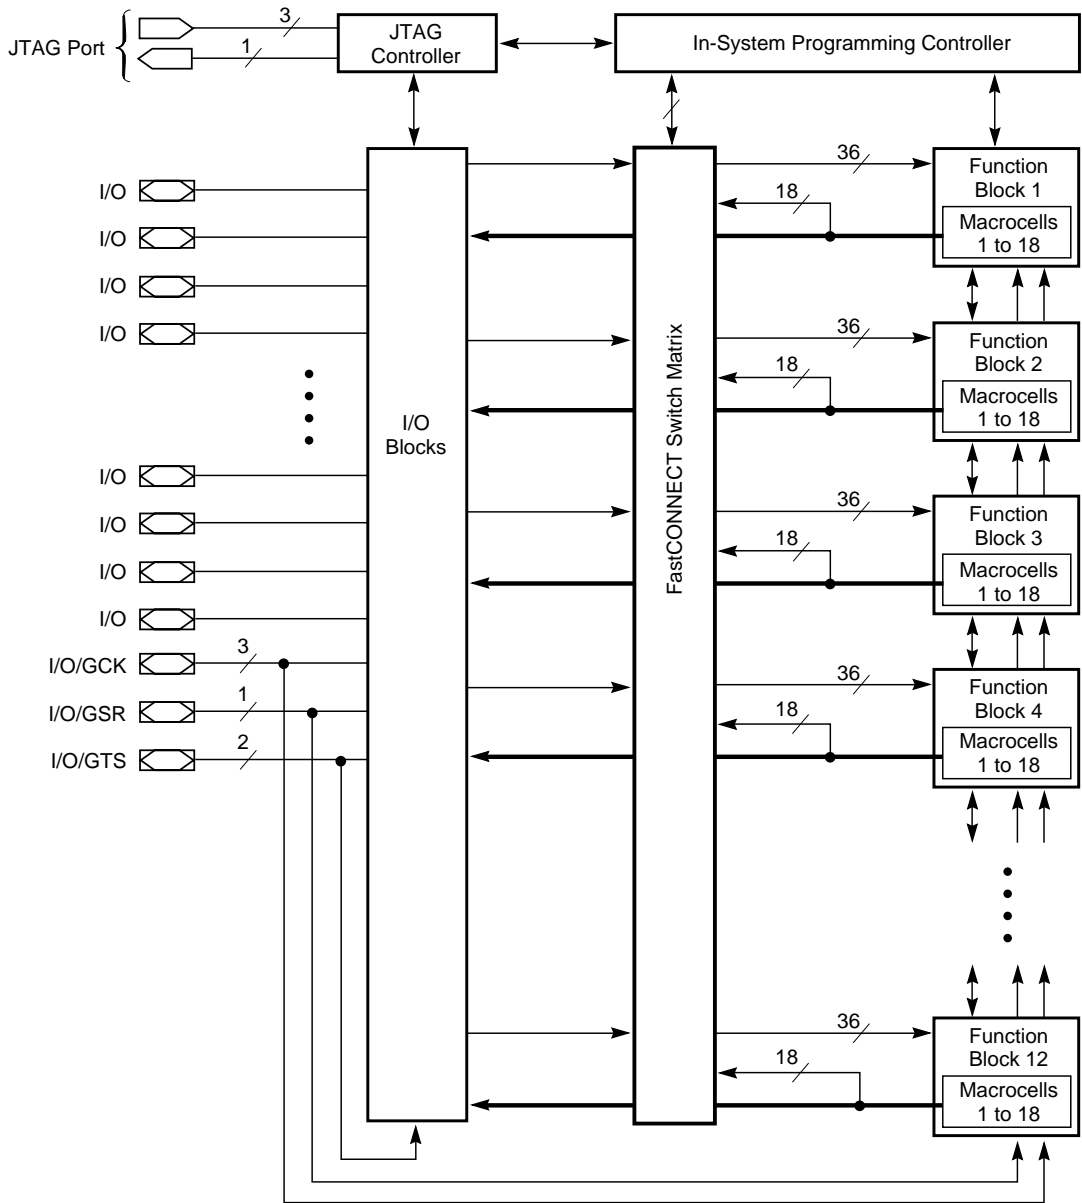 JTAG Port
3
1
JTAG
Controller
In-System Programming Controller
I/O
I/O
I/O
I/O
I/O
I/O
I/O
I/O
I/O/GCK
3
I/O/GSR
1
I/O/GTS
2
I/O
Blocks
FastCONNECT Switch Matrix
36
18
Function
Block 1
Macrocells
1 to 18
36
18
Function
Block 2
Macrocells
1 to 18
36
18
Function
Block 3
Macrocells
1 to 18
36
18
Function
Block 4
Macrocells
1 to 18
36
18
Function
Block 12
Macrocells
1 to 18